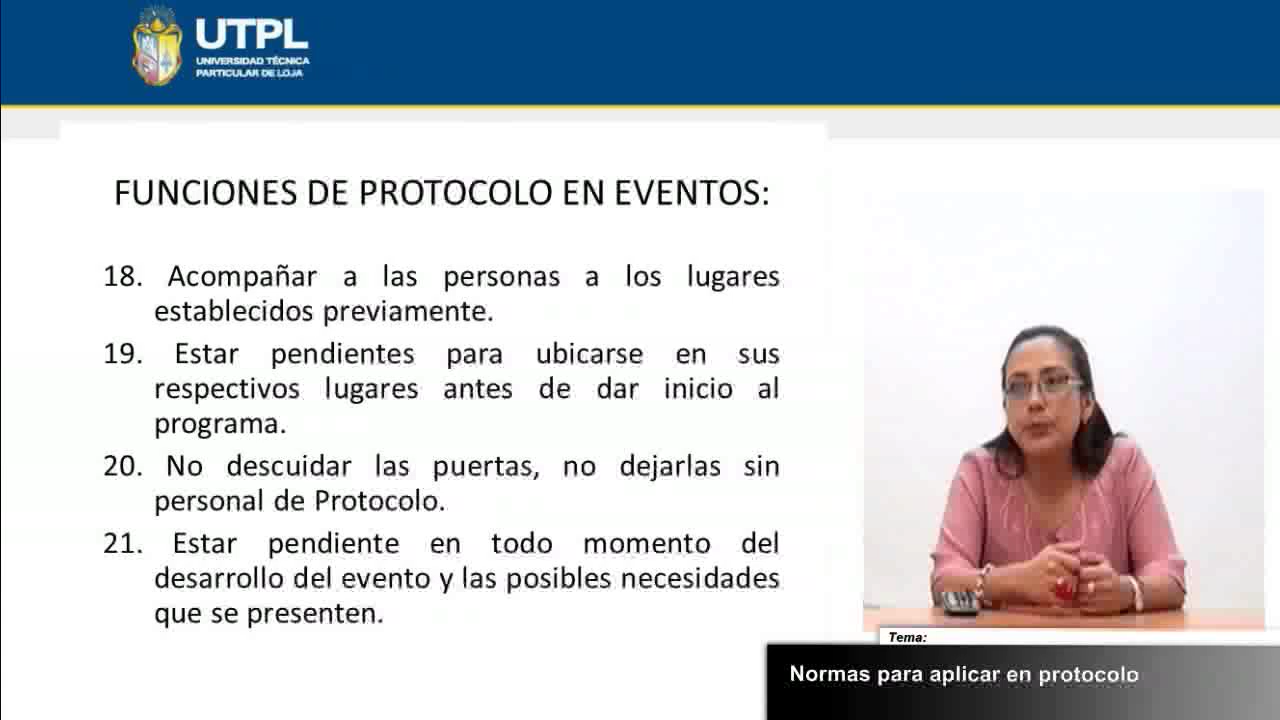 UTPL
UNIVERSIDAD TÉCNICA
PARTICULAR DE LOJA
FUNCIONES DE PROTOCOLO EN EVENTOS:
18. Acompañar a las personas a los lugares
establecidos previamente.
19. Estar pendientes para ubicarse en sus
respectivos lugares antes de dar inicio al
programa.
20. No descuidar las puertas, no dejarlas sin
personal de Protocolo.
21. Estar pendiente en todo momento del
desarrollo del evento y las posibles necesidades
que se presenten.
Tema:
Normas para aplicar en protocolo